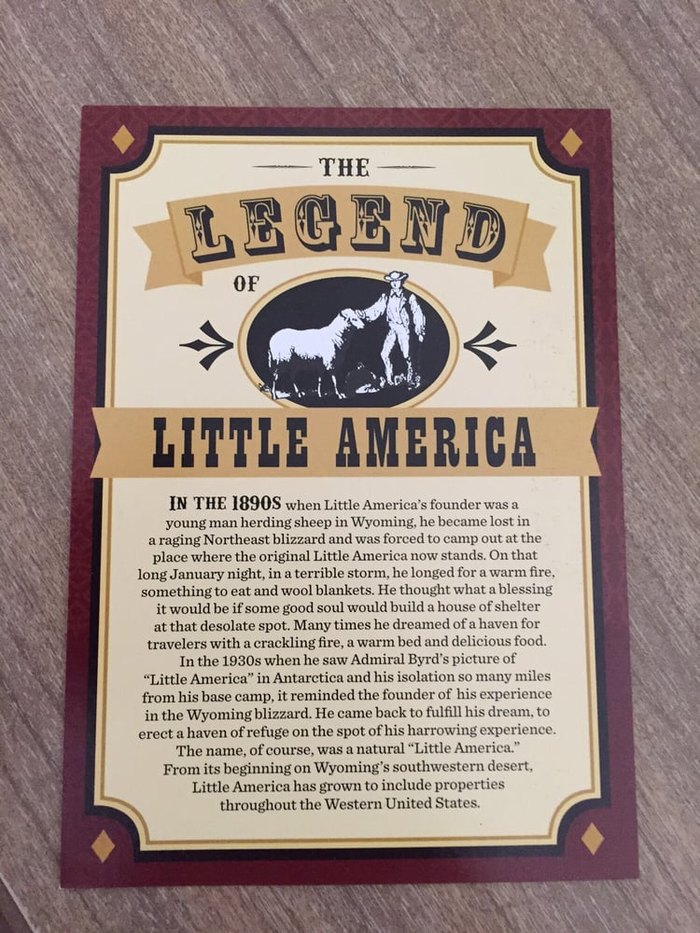 THE
LEGEND
OF
LITTLE AMERICA
IN THE 1890S when Little America's founder was a
young man herding sheep in Wyoming, he became lost in
a raging Northeast blizzard and was forced to camp out at the
place where the original Little America now stands. On that
long January night, in a terrible storm, he longed for a warm fire,
something to eat and wool blankets. He thought what a blessing
it would be if some good soul would build a house of shelter
at that desolate spot. Many times he dreamed of a haven for
travelers with a crackling fire, a warm bed and delicious food.
In the 1930s when he saw Admiral Byrd's picture of
“Little America” in Antarctica and his isolation so many miles
from his base camp, it reminded the founder of his experience
in the Wyoming blizzard. He came back to fulfill his dream, to
erect a haven of refuge on the spot of his harrowing experience.
The name, of course, was a natural “Little America.”
From its beginning on Wyoming's southwestern desert,
Little America has grown to include properties
throughout the Western United States.